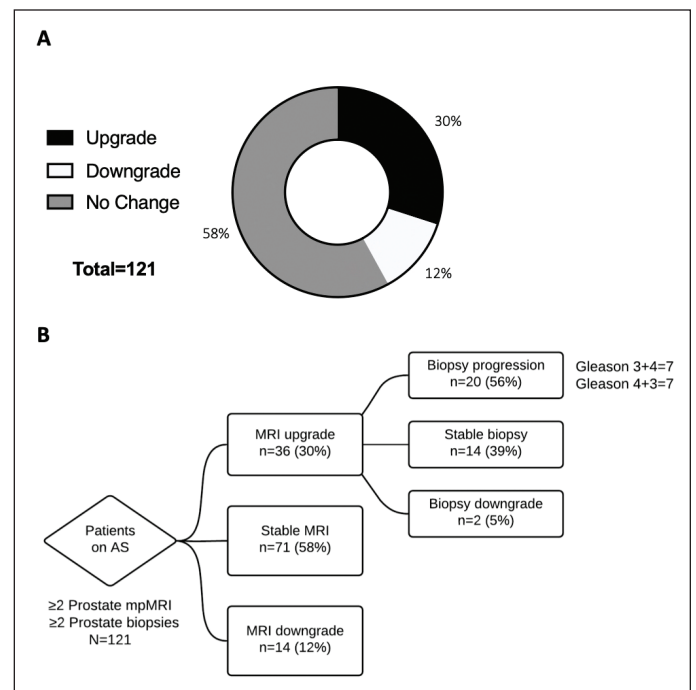 A
Upgrade
Downgrade
No Change
Total=121
30%
58%
12%
B
Patients
on AS
≥2 Prostate mpMRI
≥2 Prostate biopsies
N=121
MRI upgrade
n=36 (30%)
Stable MRI
n=71 (58%)
MRI downgrade
n=14 (12%)
Biopsy progression
n=20 (56%)
Gleason 3+4=7
Gleason 4+3=7
Stable biopsy
n=14 (39%)
Biopsy downgrade
n=2 (5%)